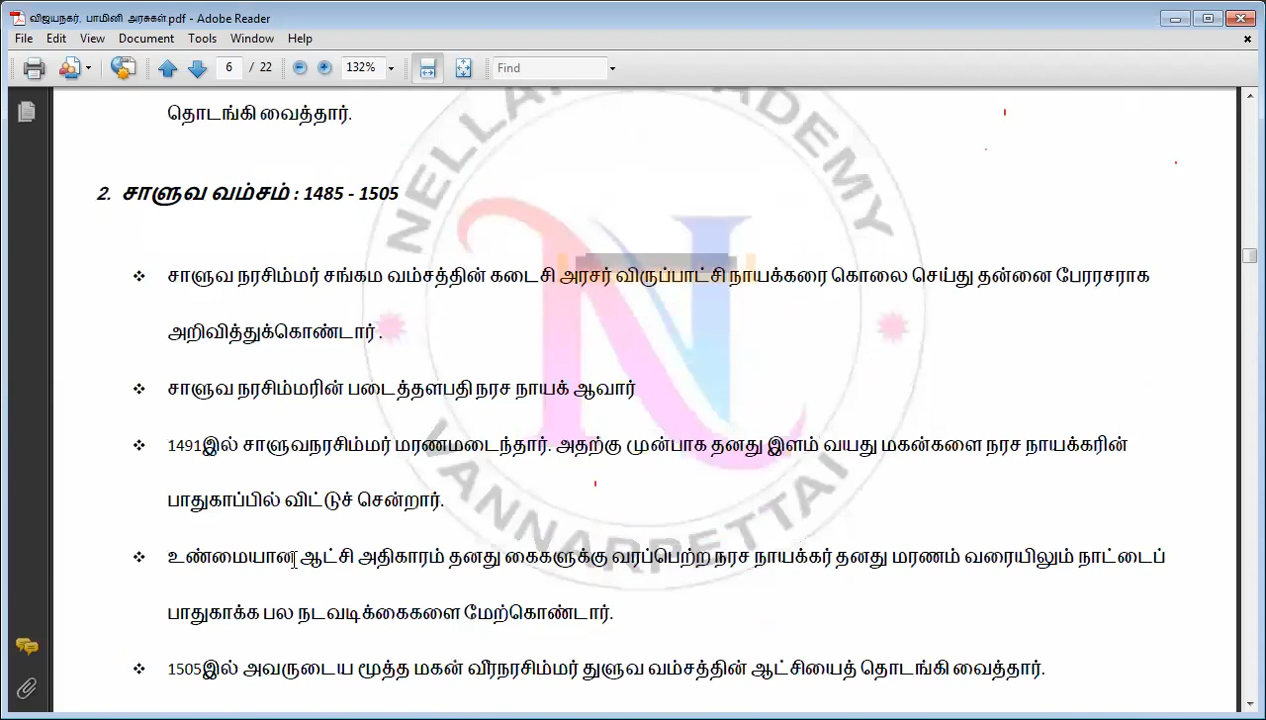 விஜயநகர், பாமினி அரசுகள்.pdf - Adobe Reader
File Edit View Document Tools Window Help
6 / 22 132% Find
தொடங்கி வைத்தார்.
NELLAI ACADEMY
2. சாளுவ வம்சம் : 1485 - 1505
❖ சாளுவ நரசிம்மர் சங்கம வம்சத்தின் கடைசி அரசர் விருப்பாட்சி நாயக்கரை கொலை செய்து தன்னை பேரரசராக
அறிவித்துக்கொண்டார் .
❖ சாளுவ நரசிம்மரின் படைத்தளபதி நரச நாயக் ஆவார்
❖ 1491இல் சாளுவநரசிம்மர் மரணமடைந்தார். அதற்கு முன்பாக தனது இளம் வயது மகன்களை நரச நாயக்கரின்
பாதுகாப்பில் விட்டுச் சென்றார்.
❖ உண்மையான ஆட்சி அதிகாரம் தனது கைகளுக்கு வரப்பெற்ற நரச நாயக்கர் தனது மரணம் வரையிலும் நாட்டைப்
பாதுகாக்க பல நடவடிக்கைகளை மேற்கொண்டார்.
❖ 1505இல் அவருடைய மூத்த மகன் வீரநரசிம்மர் துளுவ வம்சத்தின் ஆட்சியைத் தொடங்கி வைத்தார்.
VANNARPETTAI